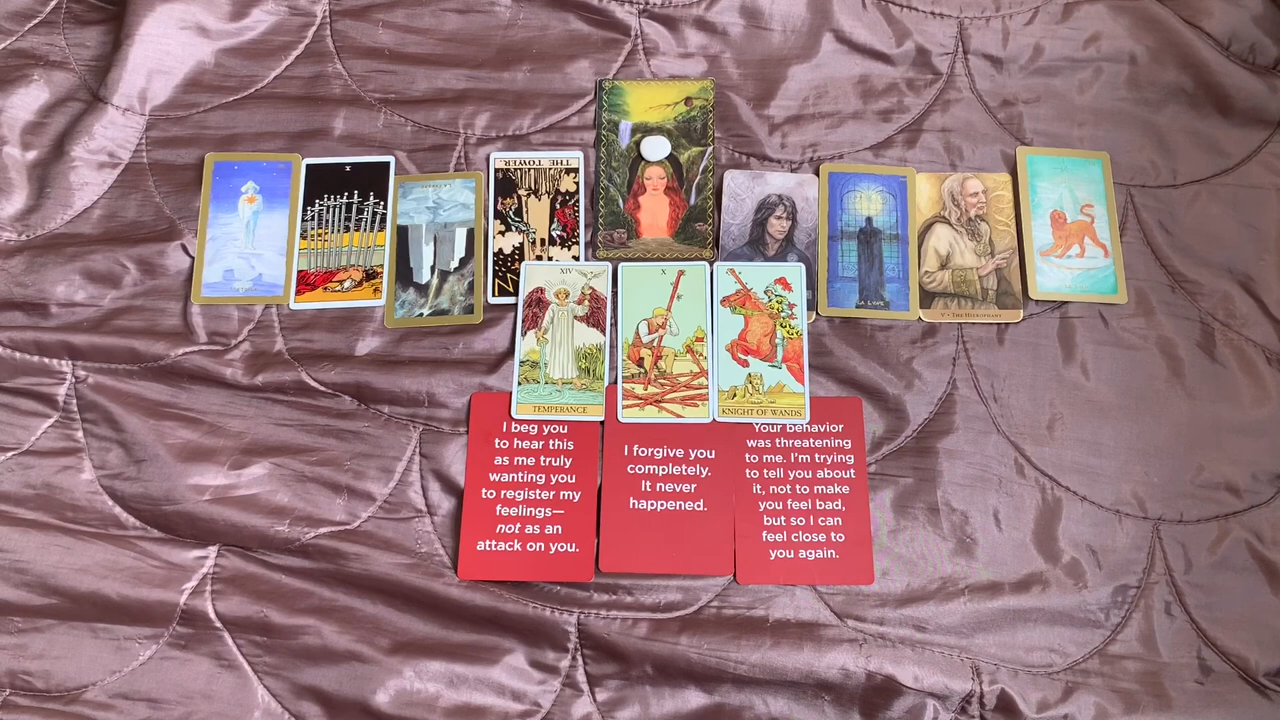 X
THE TOWER
LA LUNE
V • THE HIEROPHANT
XIV
TEMPERANCE
X
KNIGHT OF WANDS
I beg you
to hear this
as me truly
wanting you
to register my
feelings—
not as an
attack on you.
I forgive you
completely.
It never
happened.
Your behavior
was threatening
to me. I'm trying
to tell you about
it, not to make
you feel bad,
but so I can
feel close to
you again.